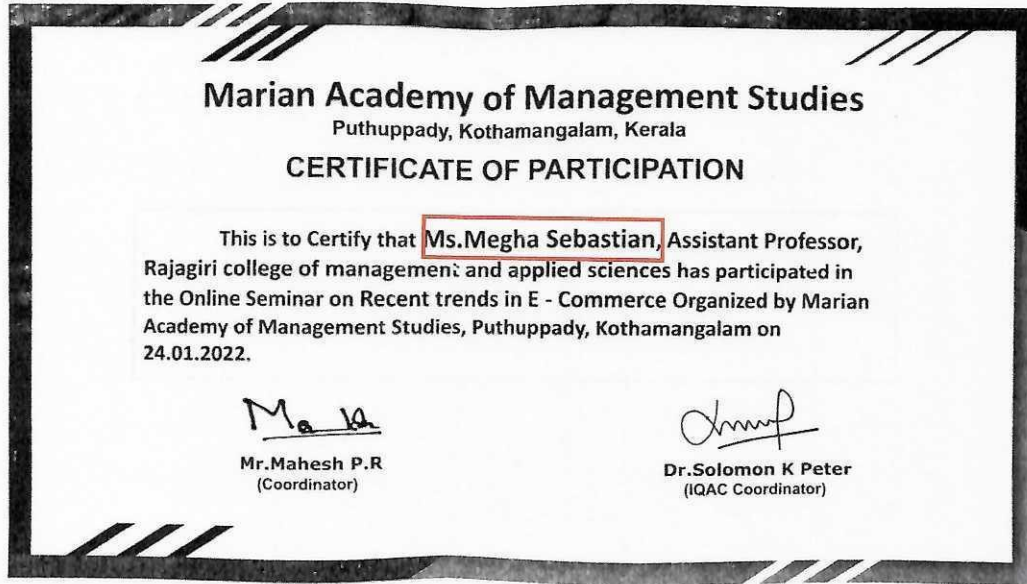 Marian Academy of Management Studies
Puthuppady, Kothamangalam, Kerala
CERTIFICATE OF PARTICIPATION
This is to Certify that Ms.Megha Sebastian, Assistant Professor,
Rajagiri college of management and applied sciences has participated in
the Online Seminar on Recent trends in E - Commerce Organized by Marian
Academy of Management Studies, Puthuppady, Kothamangalam on
24.01.2022.
Mr.Mahesh P.R
(Coordinator)
Dr.Solomon K Peter
(IQAC Coordinator)